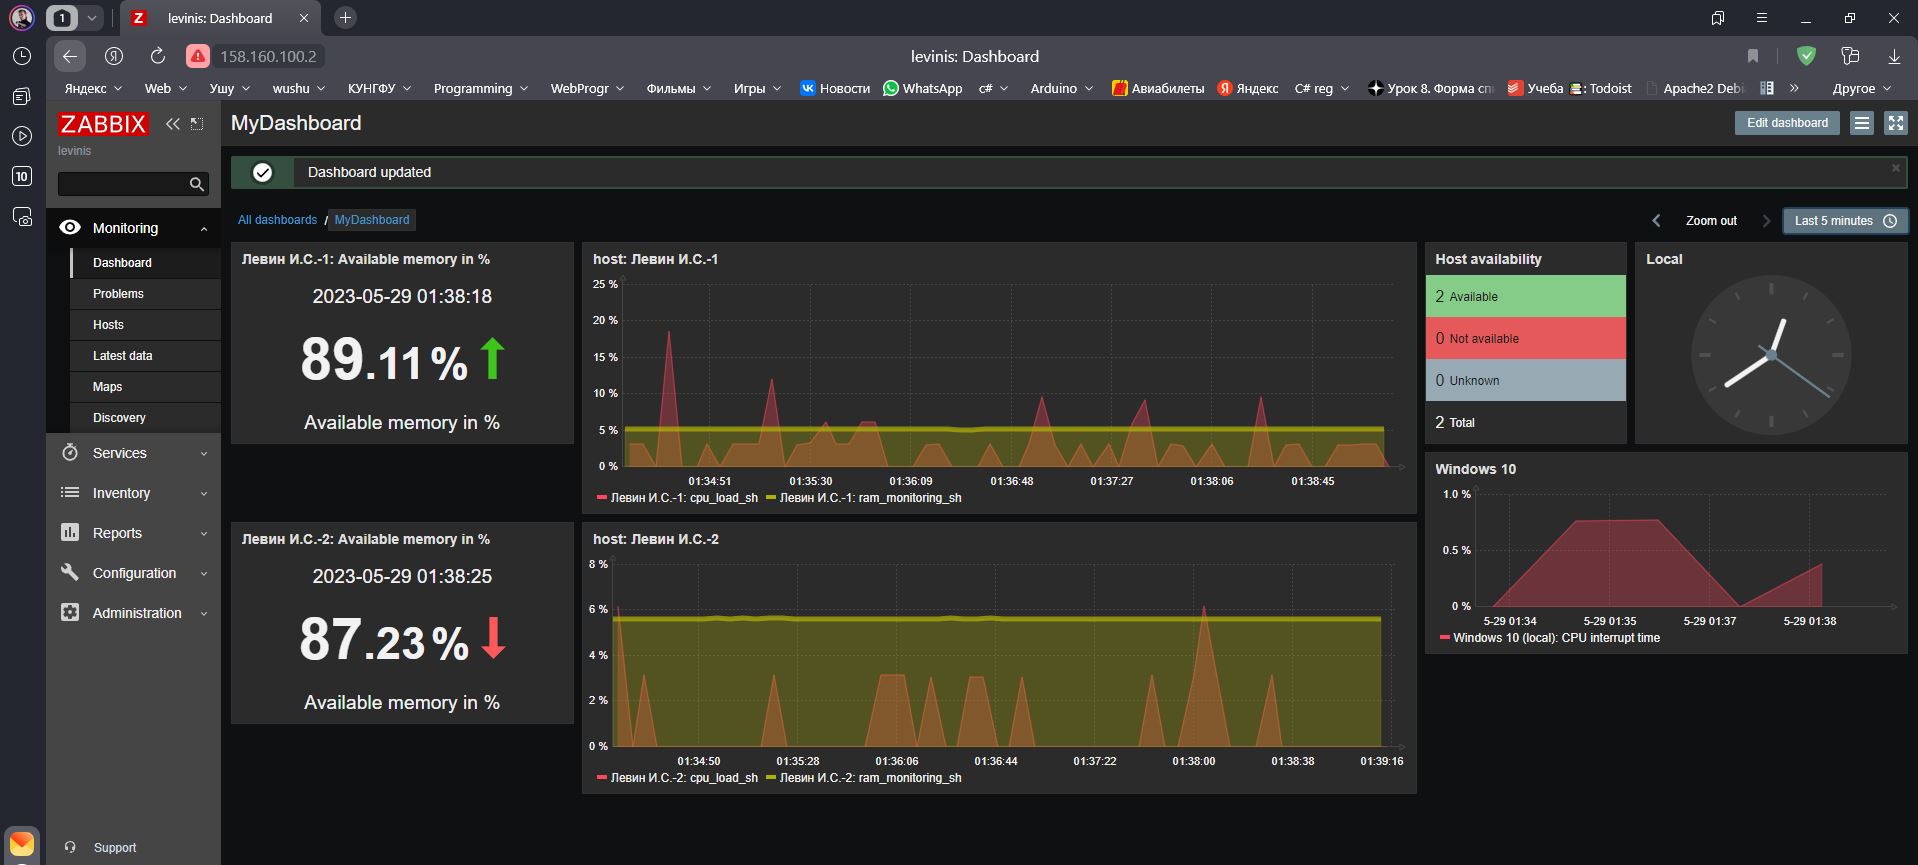 1
levinis: Dashboard
158.160.100.2
levinis: Dashboard
Яндекс
Web
Ушу
wushu
КУНГФУ
Programming
WebProgr
Фильмы
Игры
Новости
WhatsApp
c#
Arduino
Авиабилеты
Яндекс
C# reg
Урок 8. Форма
Учеба
: Todoist
Apache2
Другое
10
ZABBIX
levinis
Monitoring
Dashboard
Problems
Hosts
Latest data
Maps
Discovery
Services
Inventory
Reports
Configuration
Administration
Support
MyDashboard
Edit dashboard
Dashboard updated
All dashboards / MyDashboard
Zoom out
Last 5 minutes
Левин И.С.-1: Available memory in %
2023-05-29 01:38:18
89.11%
Available memory in %
host: Левин И.С.-1
25 %
20 %
15 %
10 %
5 %
0 %
01:34:51 01:35:30 01:36:09 01:36:48 01:37:27 01:38:06 01:38:45
Левин И.С.-1: cpu_load_sh Левин И.С.-1: ram_monitoring_sh
Host availability
2 Available
0 Not available
0 Unknown
2 Total
Local
Левин И.С.-2: Available memory in %
2023-05-29 01:38:25
87.23%
Available memory in %
host: Левин И.С.-2
8 %
6 %
4 %
2 %
0 %
01:34:50 01:35:28 01:36:06 01:36:44 01:37:22 01:38:00 01:38:38 01:39:16
Левин И.С.-2: cpu_load_sh Левин И.С.-2: ram_monitoring_sh
Windows 10
1.0 %
0.5 %
0 %
5-29 01:34 5-29 01:35 5-29 01:37 5-29 01:38
Windows 10 (local): CPU interrupt time